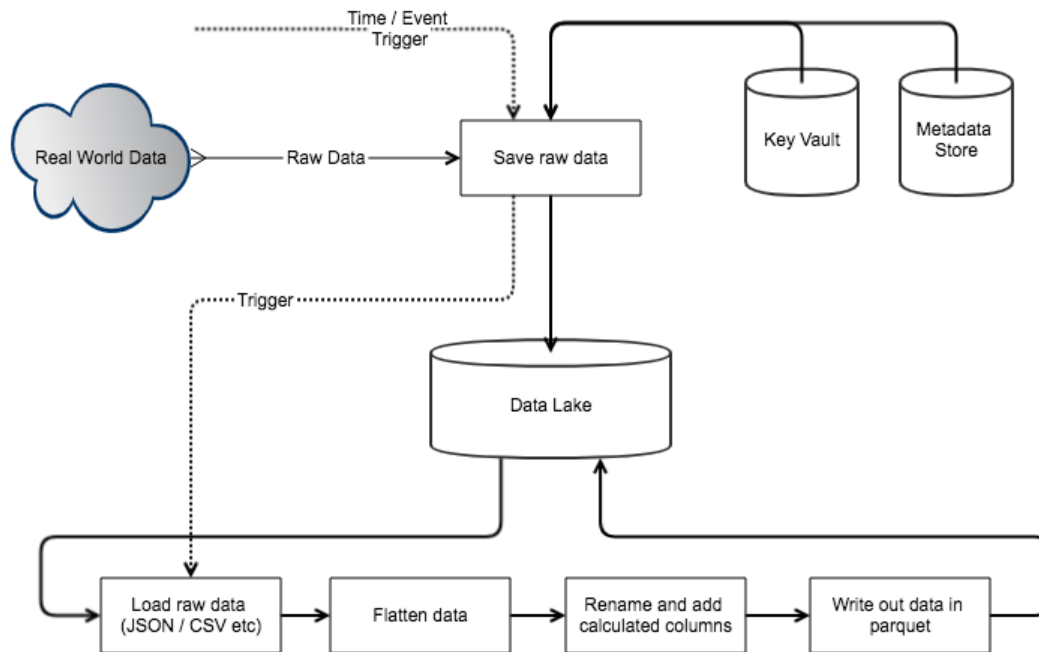 Time / Event
Trigger
Real World Data
Raw Data
Save raw data
Key Vault
Metadata
Store
Trigger
Data Lake
Load raw data
(JSON / CSV etc)
Flatten data
Rename and add
calculated columns
Write out data in
parquet